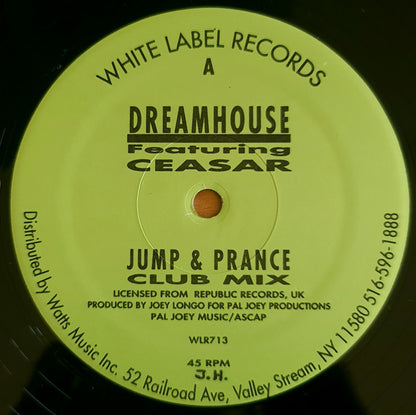 WHITE LABEL RECORDS
A
DREAMHOUSE
Featuring
CEASAR
JUMP & PRANCE
CLUB MIX
LICENSED FROM REPUBLIC RECORDS, UK
PRODUCED BY JOEY LONGO FOR PAL JOEY PRODUCTIONS
PAL JOEY MUSIC/ASCAP
WLR713
45 RPM
J.H.
Distributed by Watts Music Inc. 52 Railroad Ave, Valley Stream, NY 11580 516-596-1888